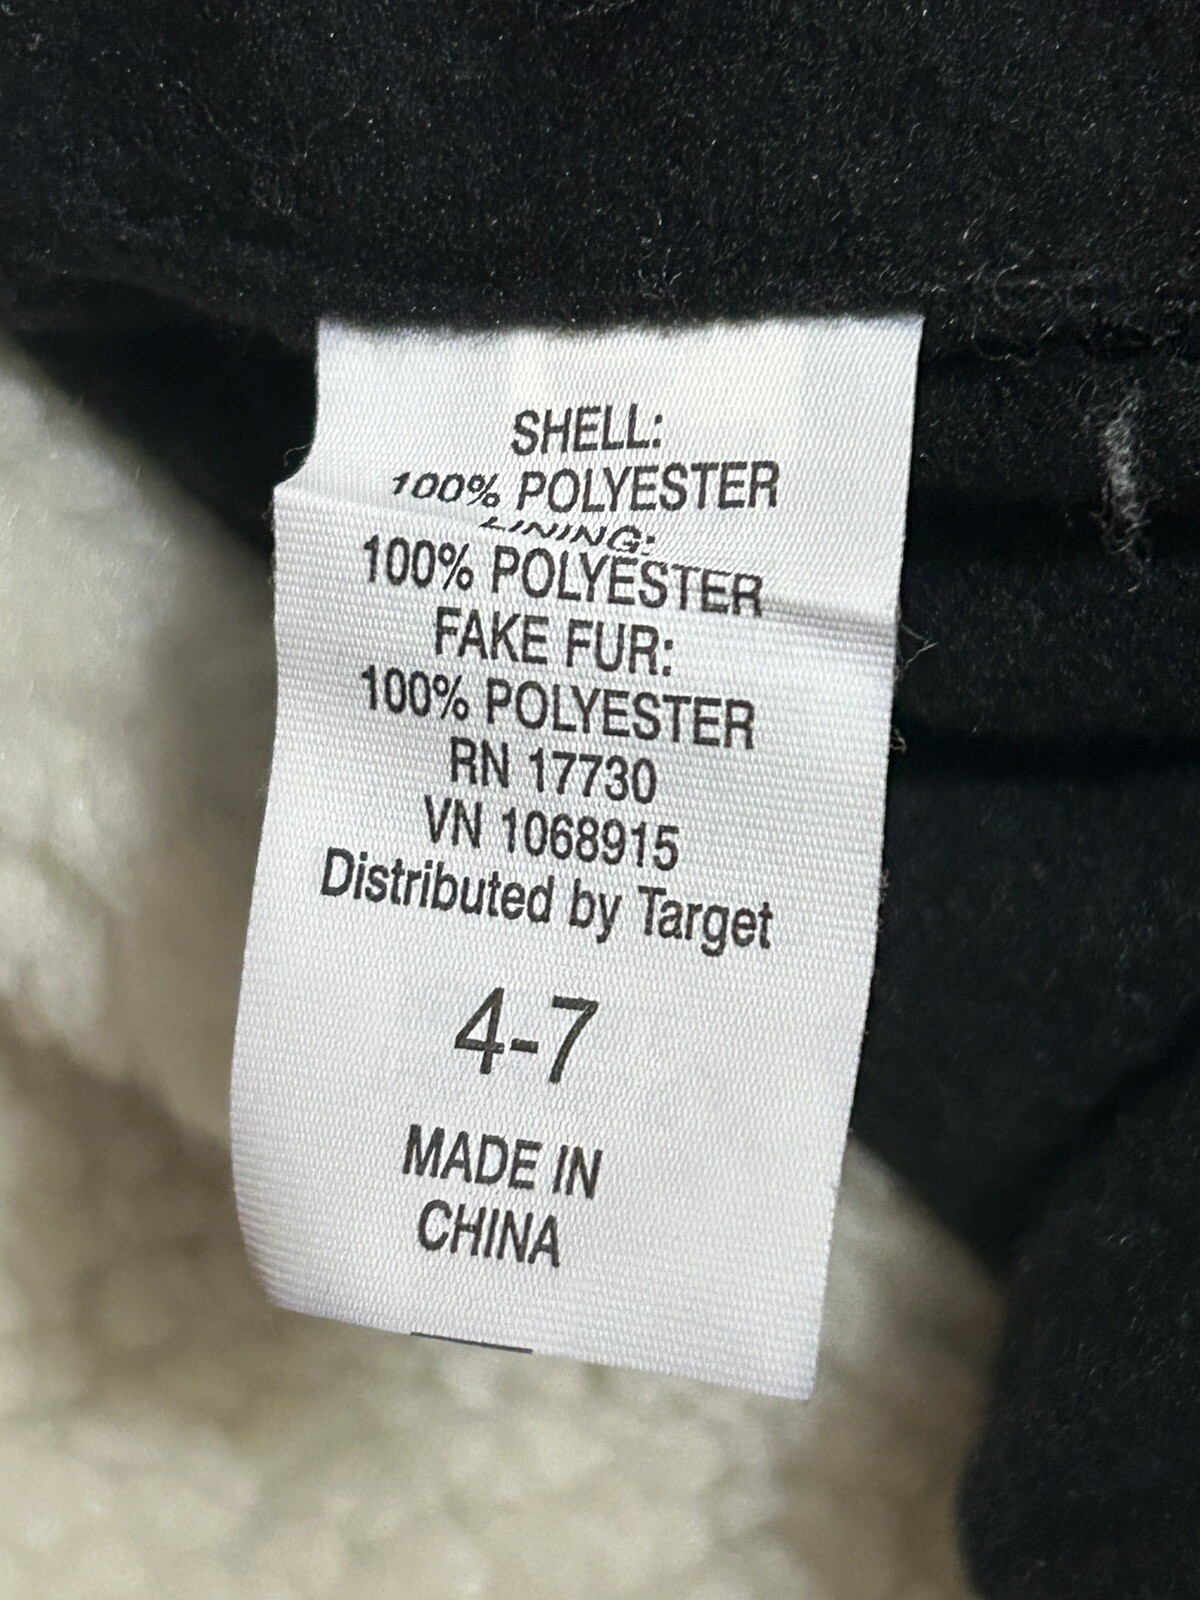 SHELL:
100% POLYESTER
LINING:
100% POLYESTER
FAKE FUR:
100% POLYESTER
RN 17730
VN 1068915
Distributed by Target
4-7
MADE IN
CHINA